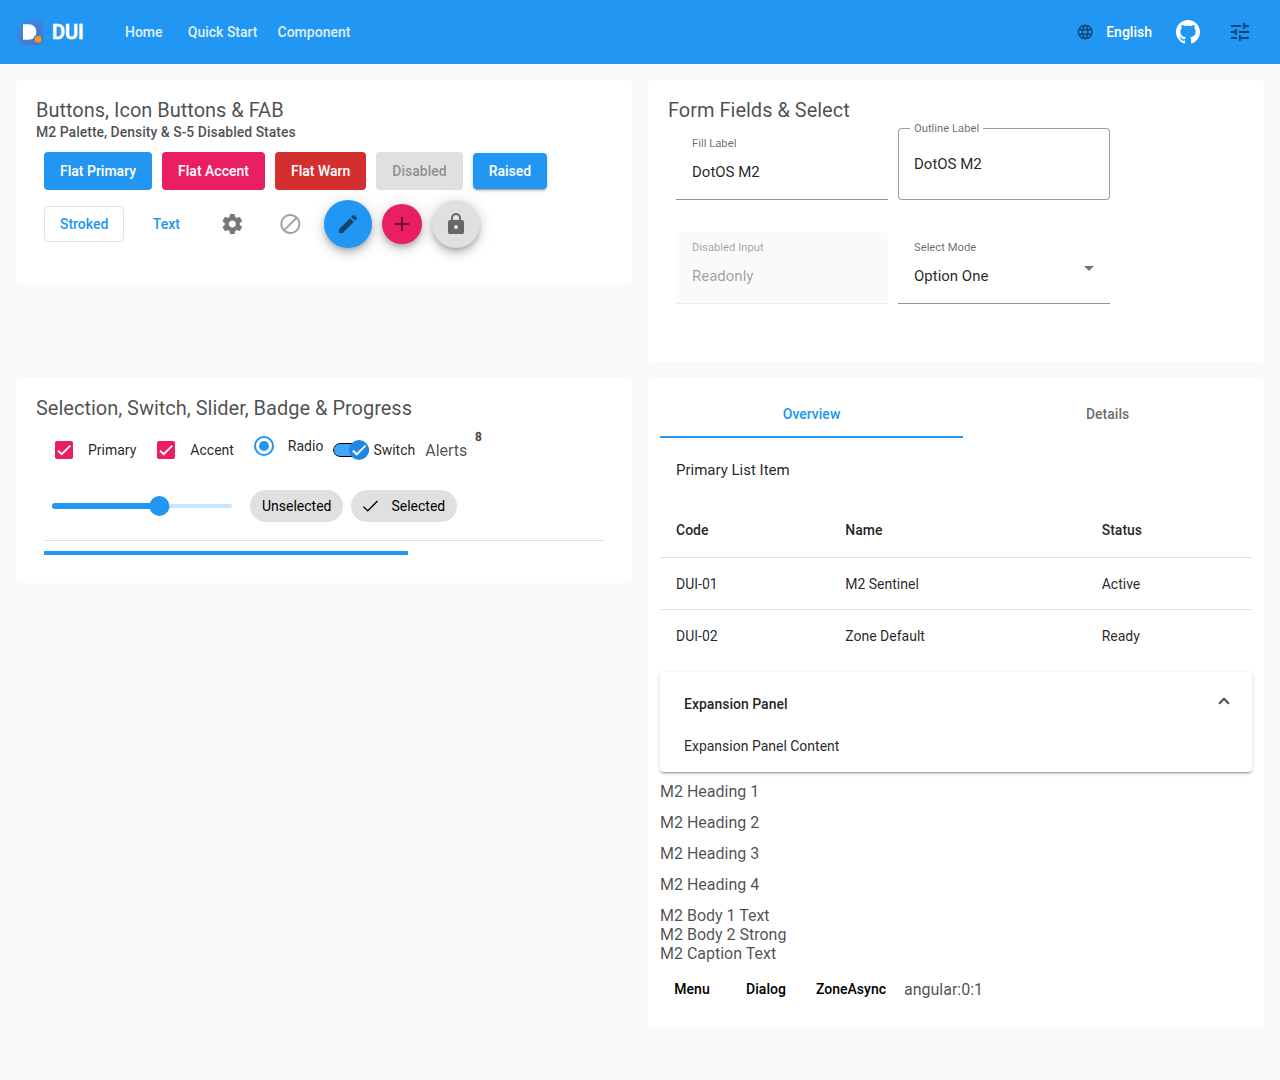 DUI Home Quick Start Component English
Buttons, Icon Buttons & FAB
M2 Palette, Density & S-5 Disabled States
Flat Primary Flat Accent Flat Warn Disabled Raised
Stroked Text
Form Fields & Select
Fill Label
DotOS M2
Outline Label
DotOS M2
Disabled Input
Readonly
Select Mode
Option One
Selection, Switch, Slider, Badge & Progress
Primary Accent Radio Switch Alerts 8
Unselected Selected
Overview Details
Primary List Item
Code Name Status
DUI-01 M2 Sentinel Active
DUI-02 Zone Default Ready
Expansion Panel
Expansion Panel Content
M2 Heading 1
M2 Heading 2
M2 Heading 3
M2 Heading 4
M2 Body 1 Text
M2 Body 2 Strong
M2 Caption Text
Menu Dialog ZoneAsync angular:0:1